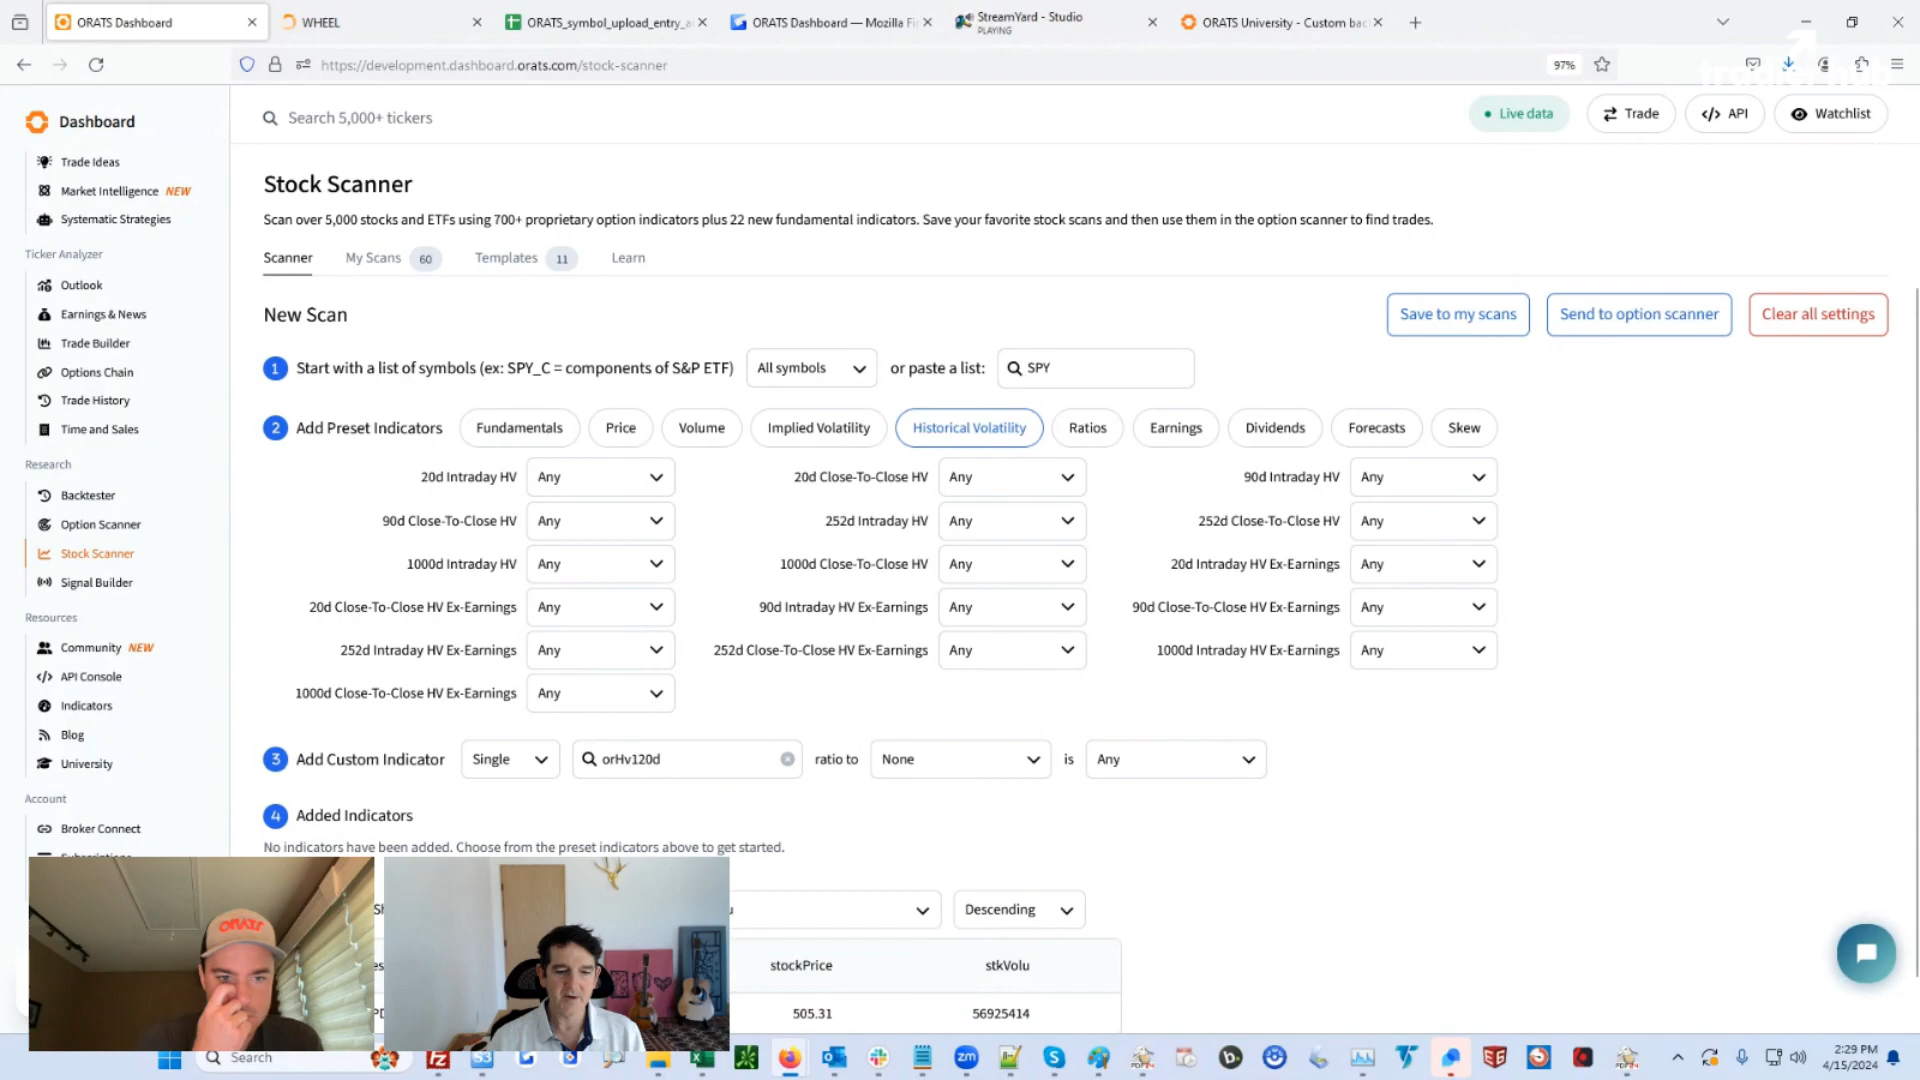 ORATS Dashboard
WHEEL
ORATS_symbol_upload_entry_a
ORATS Dashboard — Mozilla Fi
StreamYard - Studio
PLAYING
ORATS University - Custom bac
https://development.dashboard.orats.com/stock-scanner
97%
tradier hub
Dashboard
Search 5,000+ tickers
Live data
Trade
</> API
Watchlist
Trade Ideas
Market Intelligence NEW
Systematic Strategies
Ticker Analyzer
Outlook
Earnings & News
Trade Builder
Options Chain
Trade History
Time and Sales
Research
Backtester
Option Scanner
Stock Scanner
Signal Builder
Resources
Community NEW
API Console
Indicators
Blog
University
Account
Broker Connect
Stock Scanner
Scan over 5,000 stocks and ETFs using 700+ proprietary option indicators plus 22 new fundamental indicators. Save your favorite stock scans and then use them in the option scanner to find trades.
Scanner
My Scans 60
Templates 11
Learn
New Scan
Save to my scans
Send to option scanner
Clear all settings
1 Start with a list of symbols (ex: SPY_C = components of S&P ETF) All symbols or paste a list: SPY
2 Add Preset Indicators Fundamentals Price Volume Implied Volatility Historical Volatility Ratios Earnings Dividends Forecasts Skew
20d Intraday HV Any 20d Close-To-Close HV Any 90d Intraday HV Any
90d Close-To-Close HV Any 252d Intraday HV Any 252d Close-To-Close HV Any
1000d Intraday HV Any 1000d Close-To-Close HV Any 20d Intraday HV Ex-Earnings Any
20d Close-To-Close HV Ex-Earnings Any 90d Intraday HV Ex-Earnings Any 90d Close-To-Close HV Ex-Earnings Any
252d Intraday HV Ex-Earnings Any 252d Close-To-Close HV Ex-Earnings Any 1000d Intraday HV Ex-Earnings Any
1000d Close-To-Close HV Ex-Earnings Any
3 Add Custom Indicator Single orHv120d ratio to None is Any
4 Added Indicators
No indicators have been added. Choose from the preset indicators above to get started.
Descending
stockPrice stkVolu
505.31 56925414
ORATS
Search
2:29 PM
4/15/2024